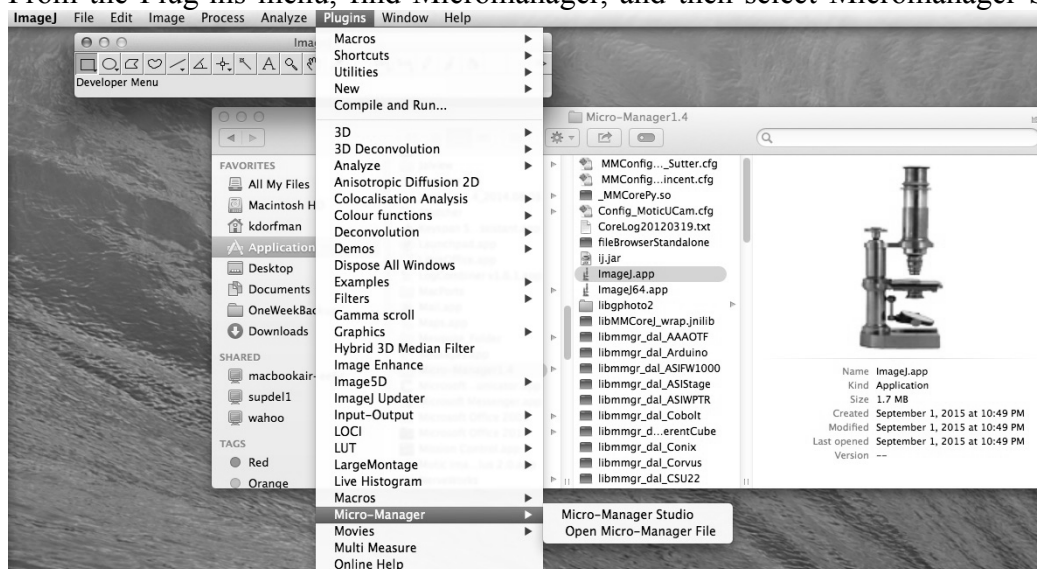 From the Plug-ins menu, find Micromanager, and then select Micromanager S
ImageJ File Edit Image Process Analyze Plugins Window Help
Ima
Developer Menu
Macros
Shortcuts
Utilities
New
Compile and Run...
3D
3D Deconvolution
Analyze
Anisotropic Diffusion 2D
Colocalisation Analysis
Colour functions
Deconvolution
Demos
Dispose All Windows
Examples
Filters
Gamma scroll
Graphics
Hybrid 3D Median Filter
Image Enhance
Image5D
ImageJ Updater
Input-Output
LOCI
LUT
LargeMontage
Live Histogram
Macros
Micro-Manager
Movies
Multi Measure
Online Help
Micro-Manager Studio
Open Micro-Manager File
Micro-Manager1.4
FAVORITES
All My Files
Macintosh H
kdorfman
Application
Desktop
Documents
OneWeekBac
Downloads
SHARED
macbookair-
supdel1
wahoo
TAGS
Red
Orange
MMConfig..._Sutter.cfg
MMConfig...incent.cfg
_MMCorePy.so
Config_MoticUCam.cfg
CoreLog20120319.txt
fileBrowserStandalone
ij.jar
ImageJ.app
ImageJ64.app
libgphoto2
libMMCoreJ_wrap.jnilib
libmmgr_dal_AAAOTF
libmmgr_dal_Arduino
libmmgr_dal_ASIFW1000
libmmgr_dal_ASIStage
libmmgr_dal_ASIWPTR
libmmgr_dal_Cobolt
libmmgr_d...erentCube
libmmgr_dal_Conix
libmmgr_dal_Corvus
libmmgr_dal_CSU22
Name ImageJ.app
Kind Application
Size 1.7 MB
Created September 1, 2015 at 10:49 PM
Modified September 1, 2015 at 10:49 PM
Last opened September 1, 2015 at 10:49 PM
Version --